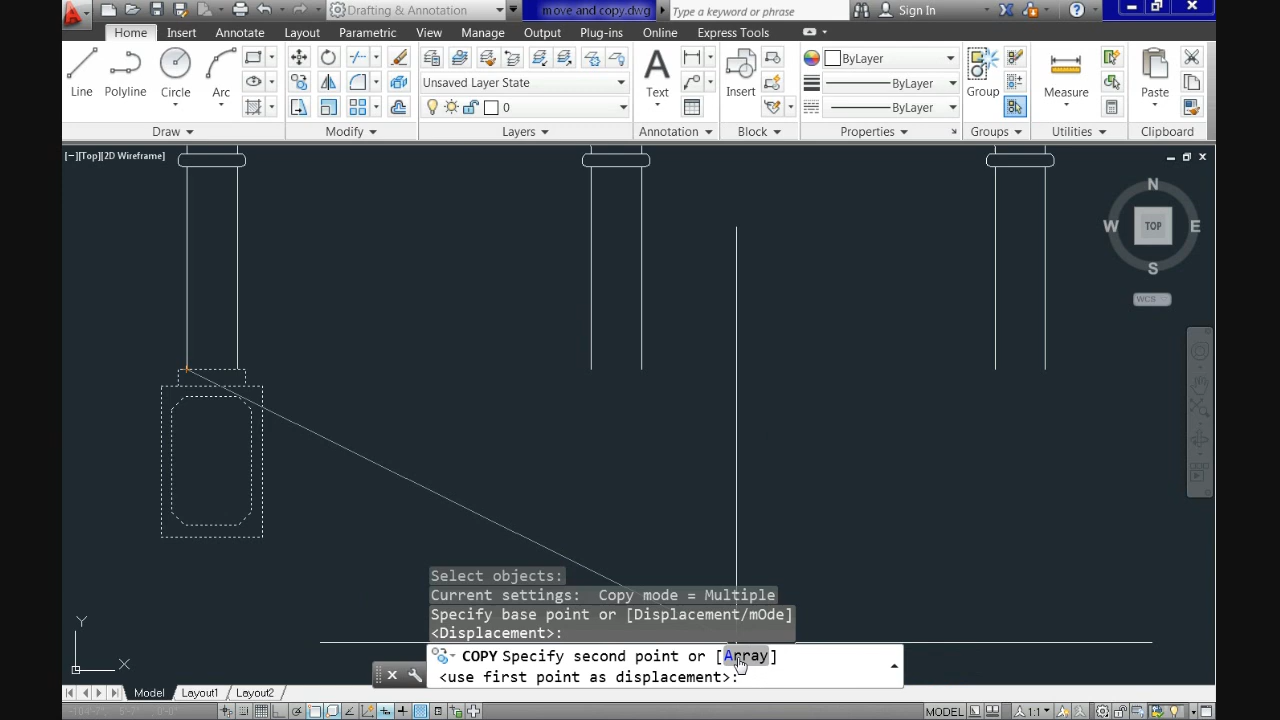 Drafting & Annotation
move and copy.dwg
Type a keyword or phrase
Sign In
Home Insert Annotate Layout Parametric View Manage Output Plug-ins Online Express Tools
Line
Polyline
Circle
Arc
Unsaved Layer State
0
Text
Insert
ByLayer
ByLayer
ByLayer
Group
Measure
Paste
Draw
Modify
Layers
Annotation
Block
Properties
Groups
Utilities
Clipboard
[−][Top][2D Wireframe]
N
W
TOP
E
S
WCS
Select objects:
Current settings: Copy mode = Multiple
Specify base point or [Displacement/mOde]
<Displacement>:
COPY Specify second point or [Array]
<use first point as displacement>:
Y
X
Model
Layout1
Layout2
MODEL
1:1